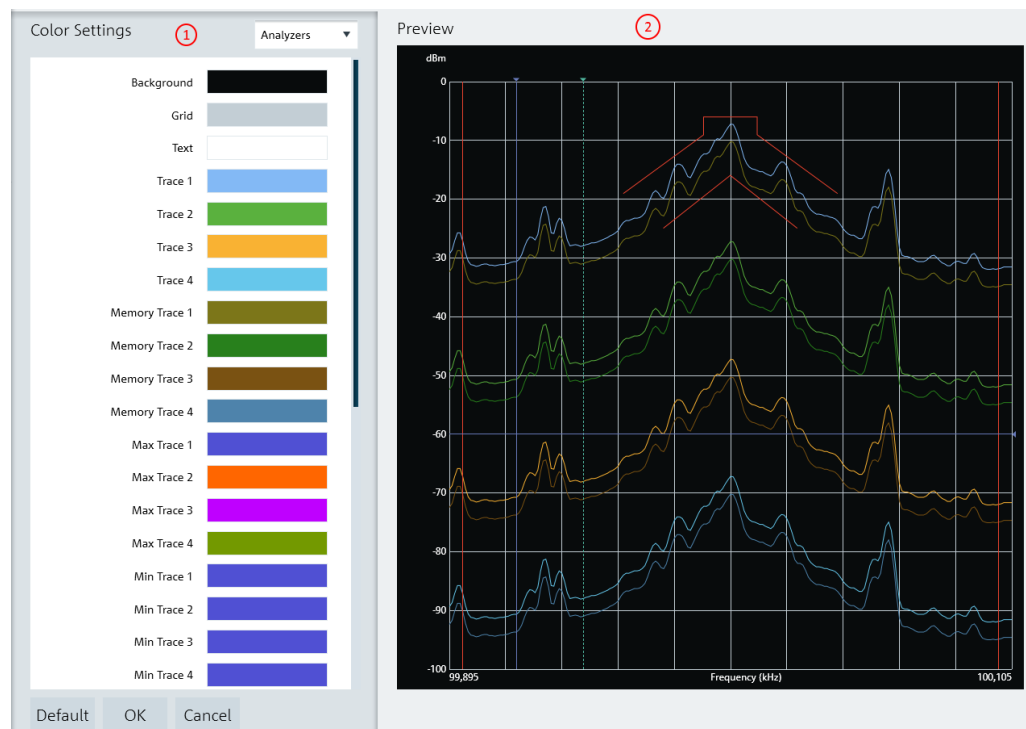 Color Settings
1
Analyzers
Background
Grid
Text
Trace 1
Trace 2
Trace 3
Trace 4
Memory Trace 1
Memory Trace 2
Memory Trace 3
Memory Trace 4
Max Trace 1
Max Trace 2
Max Trace 3
Max Trace 4
Min Trace 1
Min Trace 2
Min Trace 3
Min Trace 4
Default OK Cancel
Preview
2
dBm
0
-10
-20
-30
-40
-50
-60
-70
-80
-90
-100
99,895 Frequency (kHz) 100,105